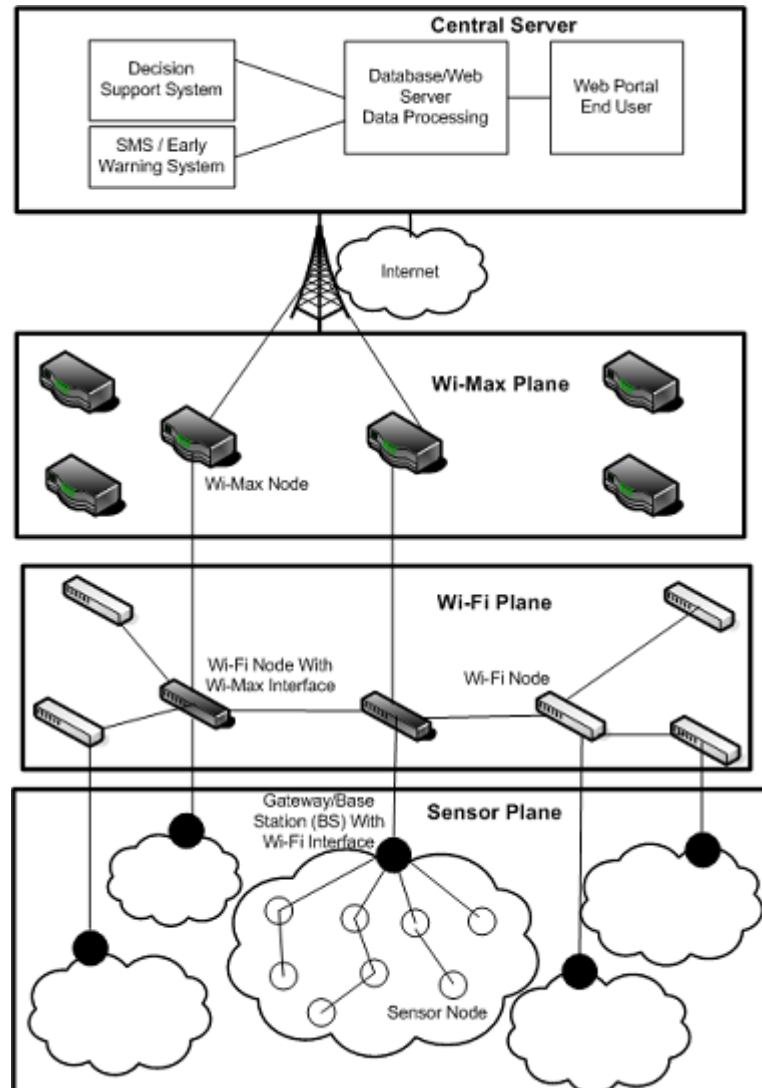 Central Server
Decision
Support System
Database/Web
Server
Data Processing
Web Portal
End User
SMS / Early
Warning System
Internet
Wi-Max Plane
Wi-Max Node
Wi-Fi Plane
Wi-Fi Node With
Wi-Max Interface
Wi-Fi Node
Gateway/Base
Station (BS) With
Wi-Fi Interface
Sensor Plane
Sensor Node